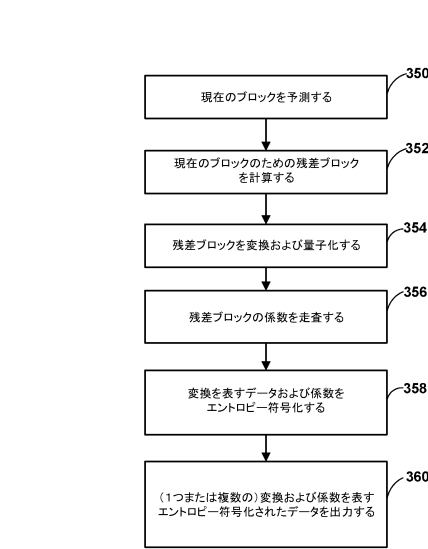 350
現在のブロックを予測する
352
現在のブロックのための残差ブロック
を計算する
354
残差ブロックを変換および量子化する
356
残差ブロックの係数を走査する
358
変換を表すデータおよび係数を
エントロピー符号化する
360
(1つまたは複数の)変換および係数を表す
エントロピー符号化されたデータを出力する